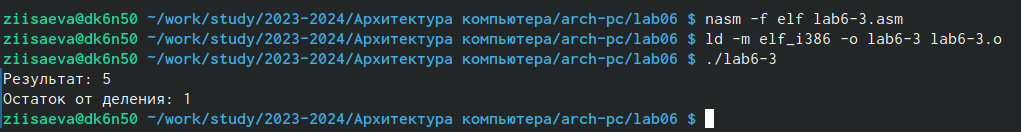 ziisaeva@dk6n50 ~/work/study/2023-2024/Архитектура компьютера/arch-pc/lab06 $ nasm -f elf lab6-3.asm
ziisaeva@dk6n50 ~/work/study/2023-2024/Архитектура компьютера/arch-pc/lab06 $ ld -m elf_i386 -o lab6-3 lab6-3.o
ziisaeva@dk6n50 ~/work/study/2023-2024/Архитектура компьютера/arch-pc/lab06 $ ./lab6-3
Результат: 5
Остаток от деления: 1
ziisaeva@dk6n50 ~/work/study/2023-2024/Архитектура компьютера/arch-pc/lab06 $